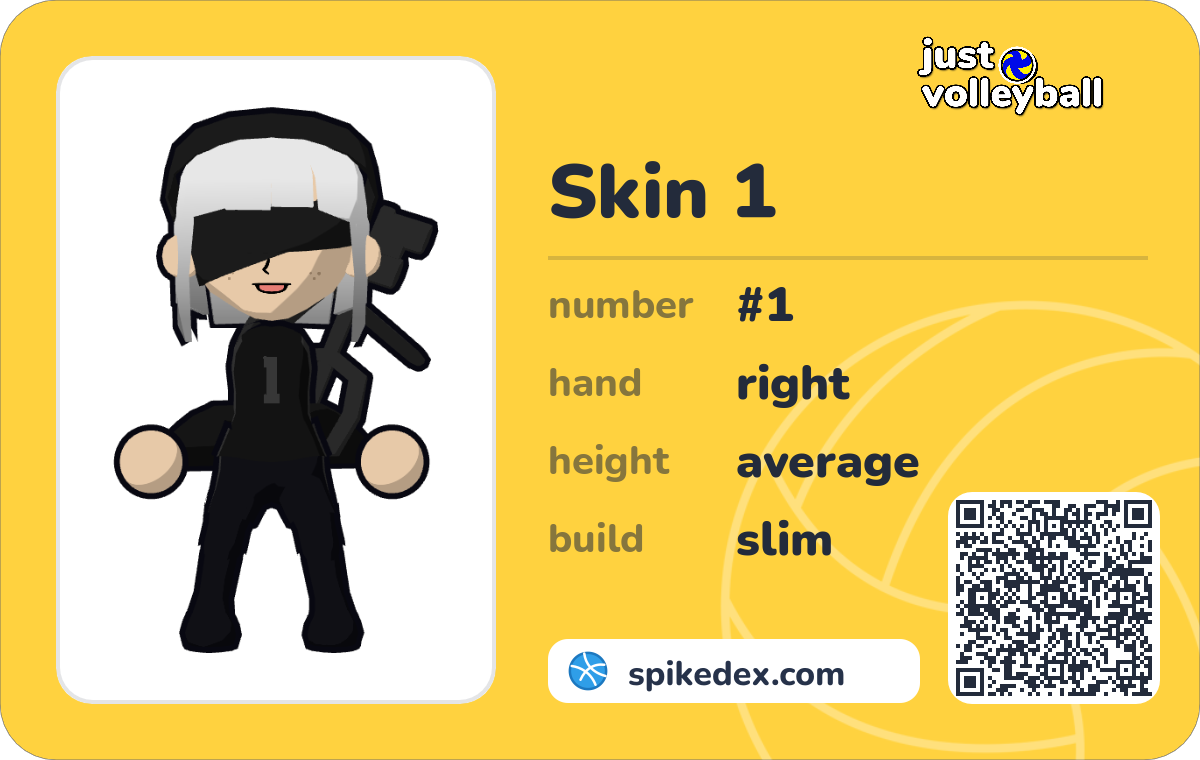 just
volleyball
Skin 1
number #1
hand right
height average
build slim
1
spikedex.com